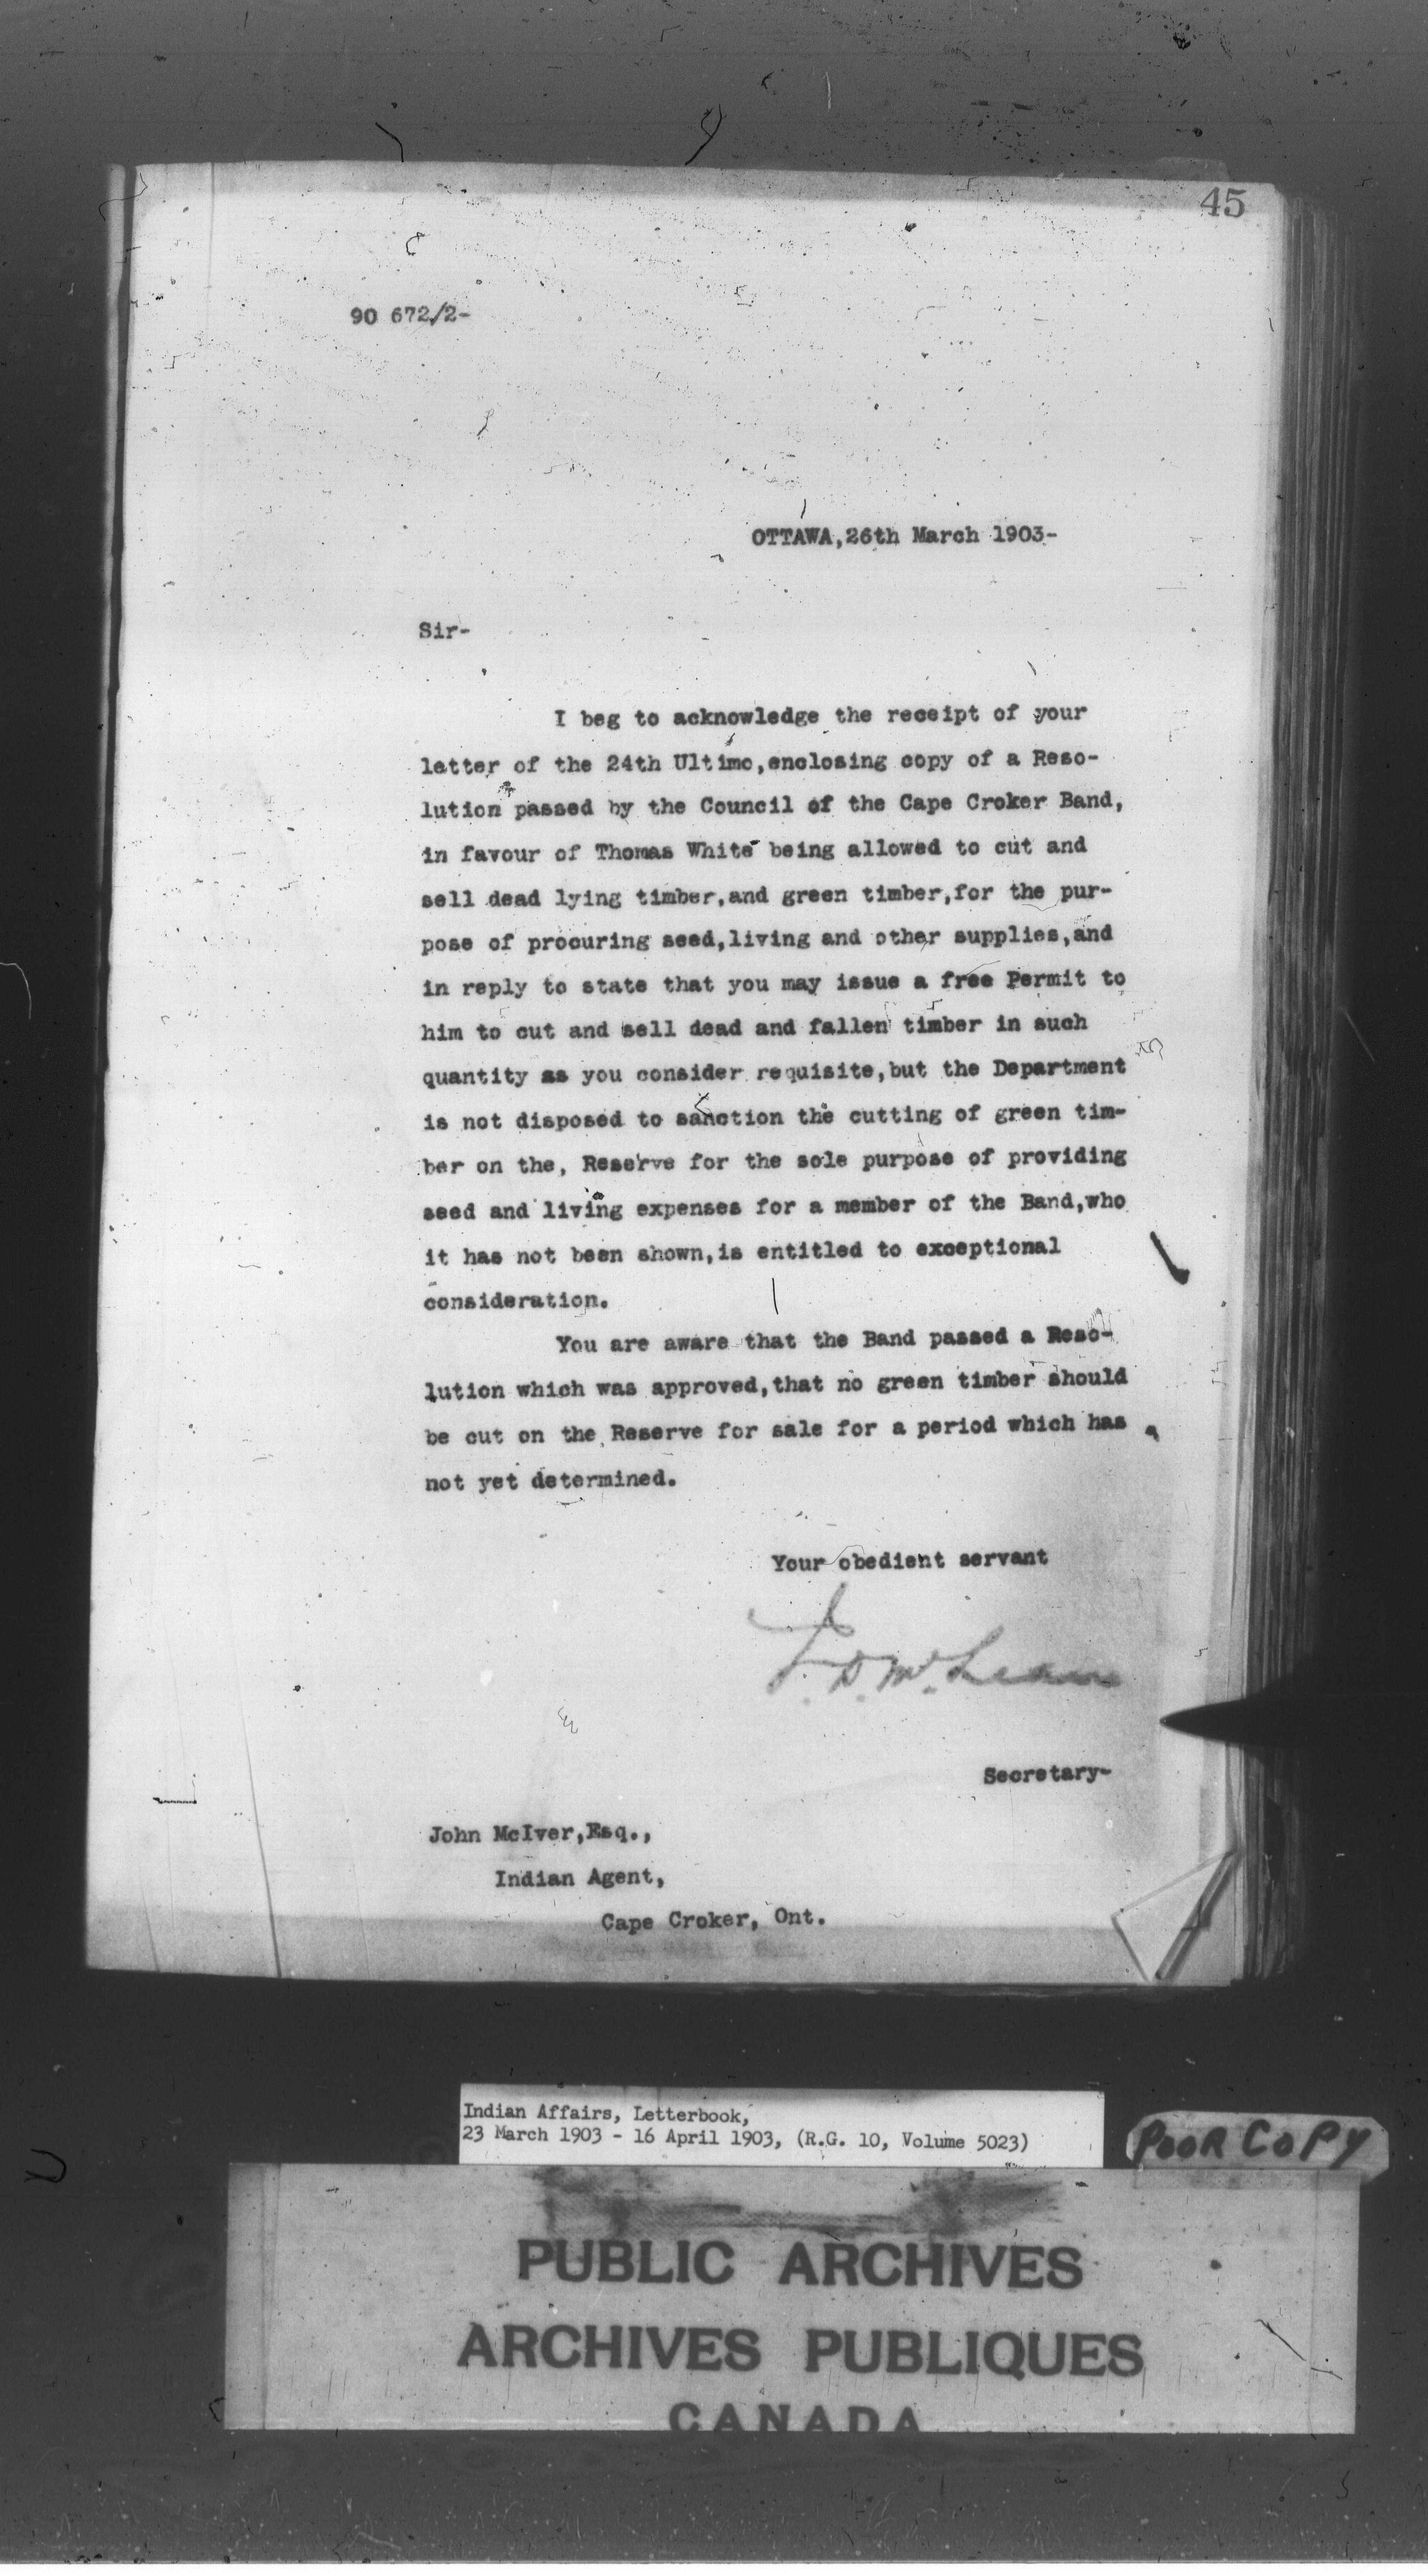 45
90 672/2-
OTTAWA,26th March 1903-
Sir-
I beg to acknowledge the receipt of your
letter of the 24th Ultimo,enclosing copy of a Reso-
lution passed by the Council of the Cape Croker Band,
in favour of Thomas White being allowed to cut and
sell dead lying timber,and green timber,for the pur-
pose of procuring seed,living and other supplies,and
in reply to state that you may issue a free Permit to
him to cut and sell dead and fallen timber in such
quantity as you consider requisite,but the Department
is not disposed to sanction the cutting of green tim-
ber on the, Reserve for the sole purpose of providing
seed and living expenses for a member of the Band,who
it has not been shown,is entitled to exceptional
consideration.
You are aware that the Band passed a Reso-
lution which was approved,that no green timber should
be cut on the Reserve for sale for a period which has
not yet determined.
Your obedient servant
J. D. McLean
Secretary-
John McIver,Esq.,
Indian Agent,
Cape Croker, Ont.
Indian Affairs, Letterbook,
23 March 1903 - 16 April 1903, (R.G. 10, Volume 5023)
POOR COPY
PUBLIC ARCHIVES
ARCHIVES PUBLIQUES
CANADA